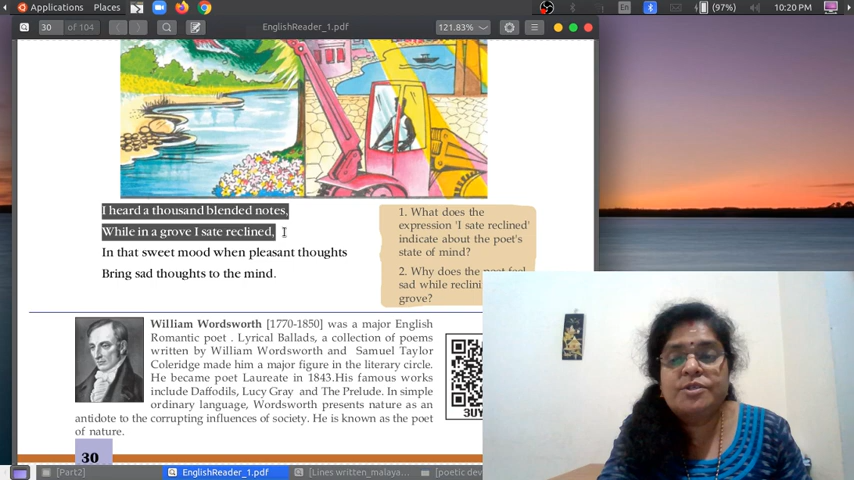 Applications Places
En (97%) 10:20 PM
30 of 104 EnglishReader_1.pdf 121.83%
I heard a thousand blended notes,
While in a grove I sate reclined,
In that sweet mood when pleasant thoughts
Bring sad thoughts to the mind.
1. What does the
expression 'I sate reclined'
indicate about the poet's
state of mind?
2. Why does the poet feel
sad while reclini
grove?
William Wordsworth [1770-1850] was a major English
Romantic poet . Lyrical Ballads, a collection of poems
written by William Wordsworth and Samuel Taylor
Coleridge made him a major figure in the literary circle.
He became poet Laureate in 1843.His famous works
include Daffodils, Lucy Gray and The Prelude. In simple
ordinary language, Wordsworth presents nature as an
antidote to the corrupting influences of society. He is known as the poet
of nature.
3UY
30
[Part2] EnglishReader_1.pdf [Lines written_malaya... [poetic dev